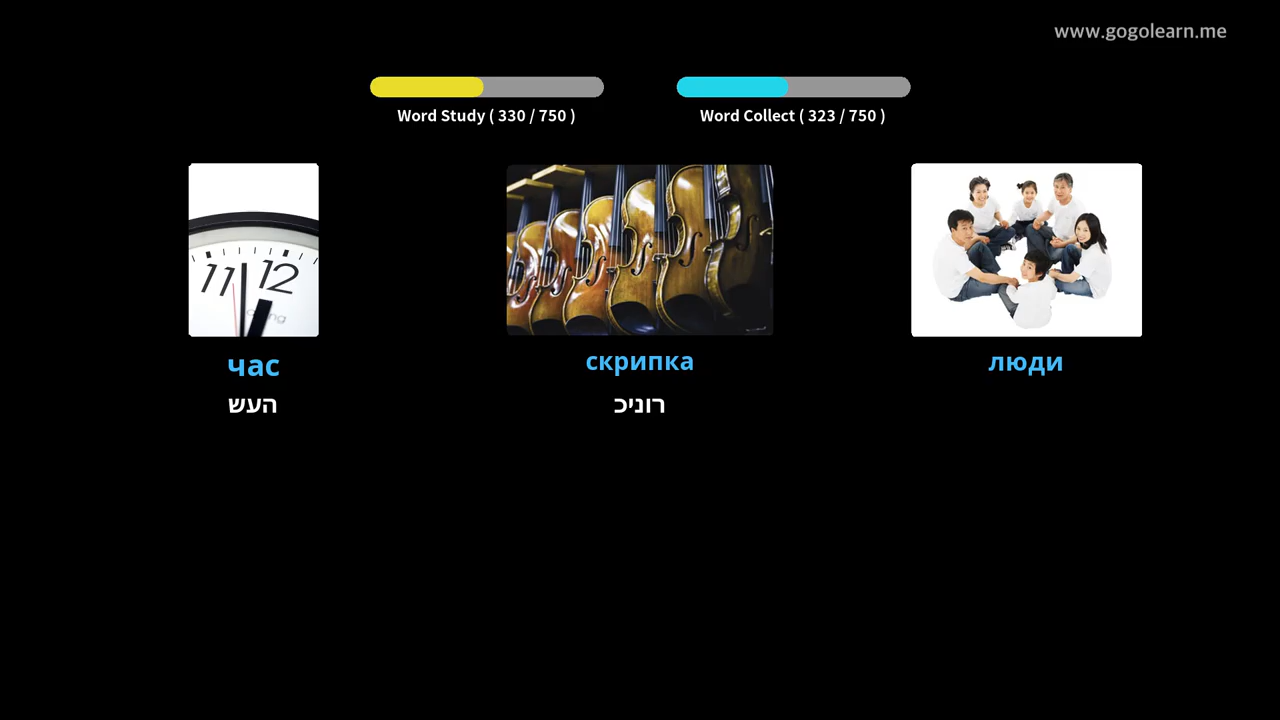 www.gogolearn.me
Word Study ( 330 / 750 )
Word Collect ( 323 / 750 )
11 12
час
скрипка
люди
העש
רוניכ